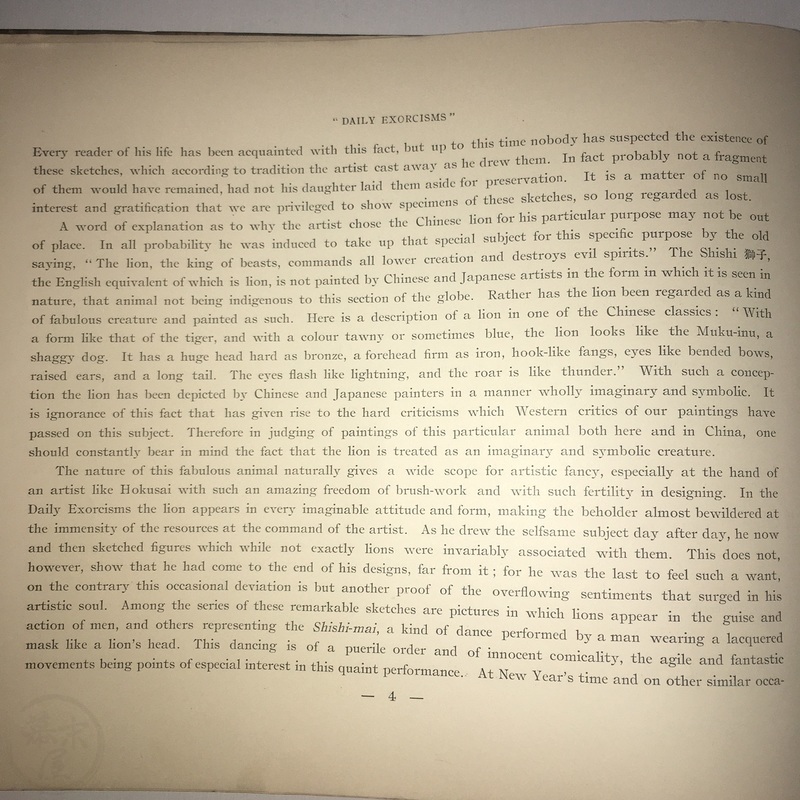 "DAILY EXORCISMS"
Every reader of his life has been acquainted with this fact, but up to this time nobody has suspected the existence of
these sketches, which according to tradition the artist cast away as he drew them. In fact probably not a fragment
of them would have remained, had not his daughter laid them aside for preservation. It is a matter of no small
interest and gratification that we are privileged to show specimens of these sketches, so long regarded as lost.
A word of explanation as to why the artist chose the Chinese lion for his particular purpose may not be out
of place. In all probability he was induced to take up that special subject for this specific purpose by the old
saying, "The lion, the king of beasts, commands all lower creation and destroys evil spirits." The Shishi 獅子,
the English equivalent of which is lion, is not painted by Chinese and Japanese artists in the form in which it is seen in
nature, that animal not being indigenous to this section of the globe. Rather has the lion been regarded as a kind
of fabulous creature and painted as such. Here is a description of a lion in one of the Chinese classics: "With
a form like that of the tiger, and with a colour tawny or sometimes blue, the lion looks like the Muku-inu, a
shaggy dog. It has a huge head hard as bronze, a forehead firm as iron, hook-like fangs, eyes like bended bows,
raised ears, and a long tail. The eyes flash like lightning, and the roar is like thunder." With such a concep-
tion the lion has been depicted by Chinese and Japanese painters in a manner wholly imaginary and symbolic. It
is ignorance of this fact that has given rise to the hard criticisms which Western critics of our paintings have
passed on this subject. Therefore in judging of paintings of this particular animal both here and in China, one
should constantly bear in mind the fact that the lion is treated as an imaginary and symbolic creature.
The nature of this fabulous animal naturally gives a wide scope for artistic fancy, especially at the hand of
an artist like Hokusai with such an amazing freedom of brush-work and with such fertility in designing. In the
Daily Exorcisms the lion appears in every imaginable attitude and form, making the beholder almost bewildered at
the immensity of the resources at the command of the artist. As he drew the selfsame subject day after day, he now
and then sketched figures which while not exactly lions were invariably associated with them. This does not,
however, show that he had come to the end of his designs, far from it; for he was the last to feel such a want,
on the contrary this occasional deviation is but another proof of the overflowing sentiments that surged in his
artistic soul. Among the series of these remarkable sketches are pictures in which lions appear in the guise and
action of men, and others representing the Shishi-mai, a kind of dance performed by a man wearing a lacquered
mask like a lion's head. This dancing is of a puerile order and of innocent comicality, the agile and fantastic
movements being points of especial interest in this quaint performance. At New Year's time and on other similar occa-
— 4 —